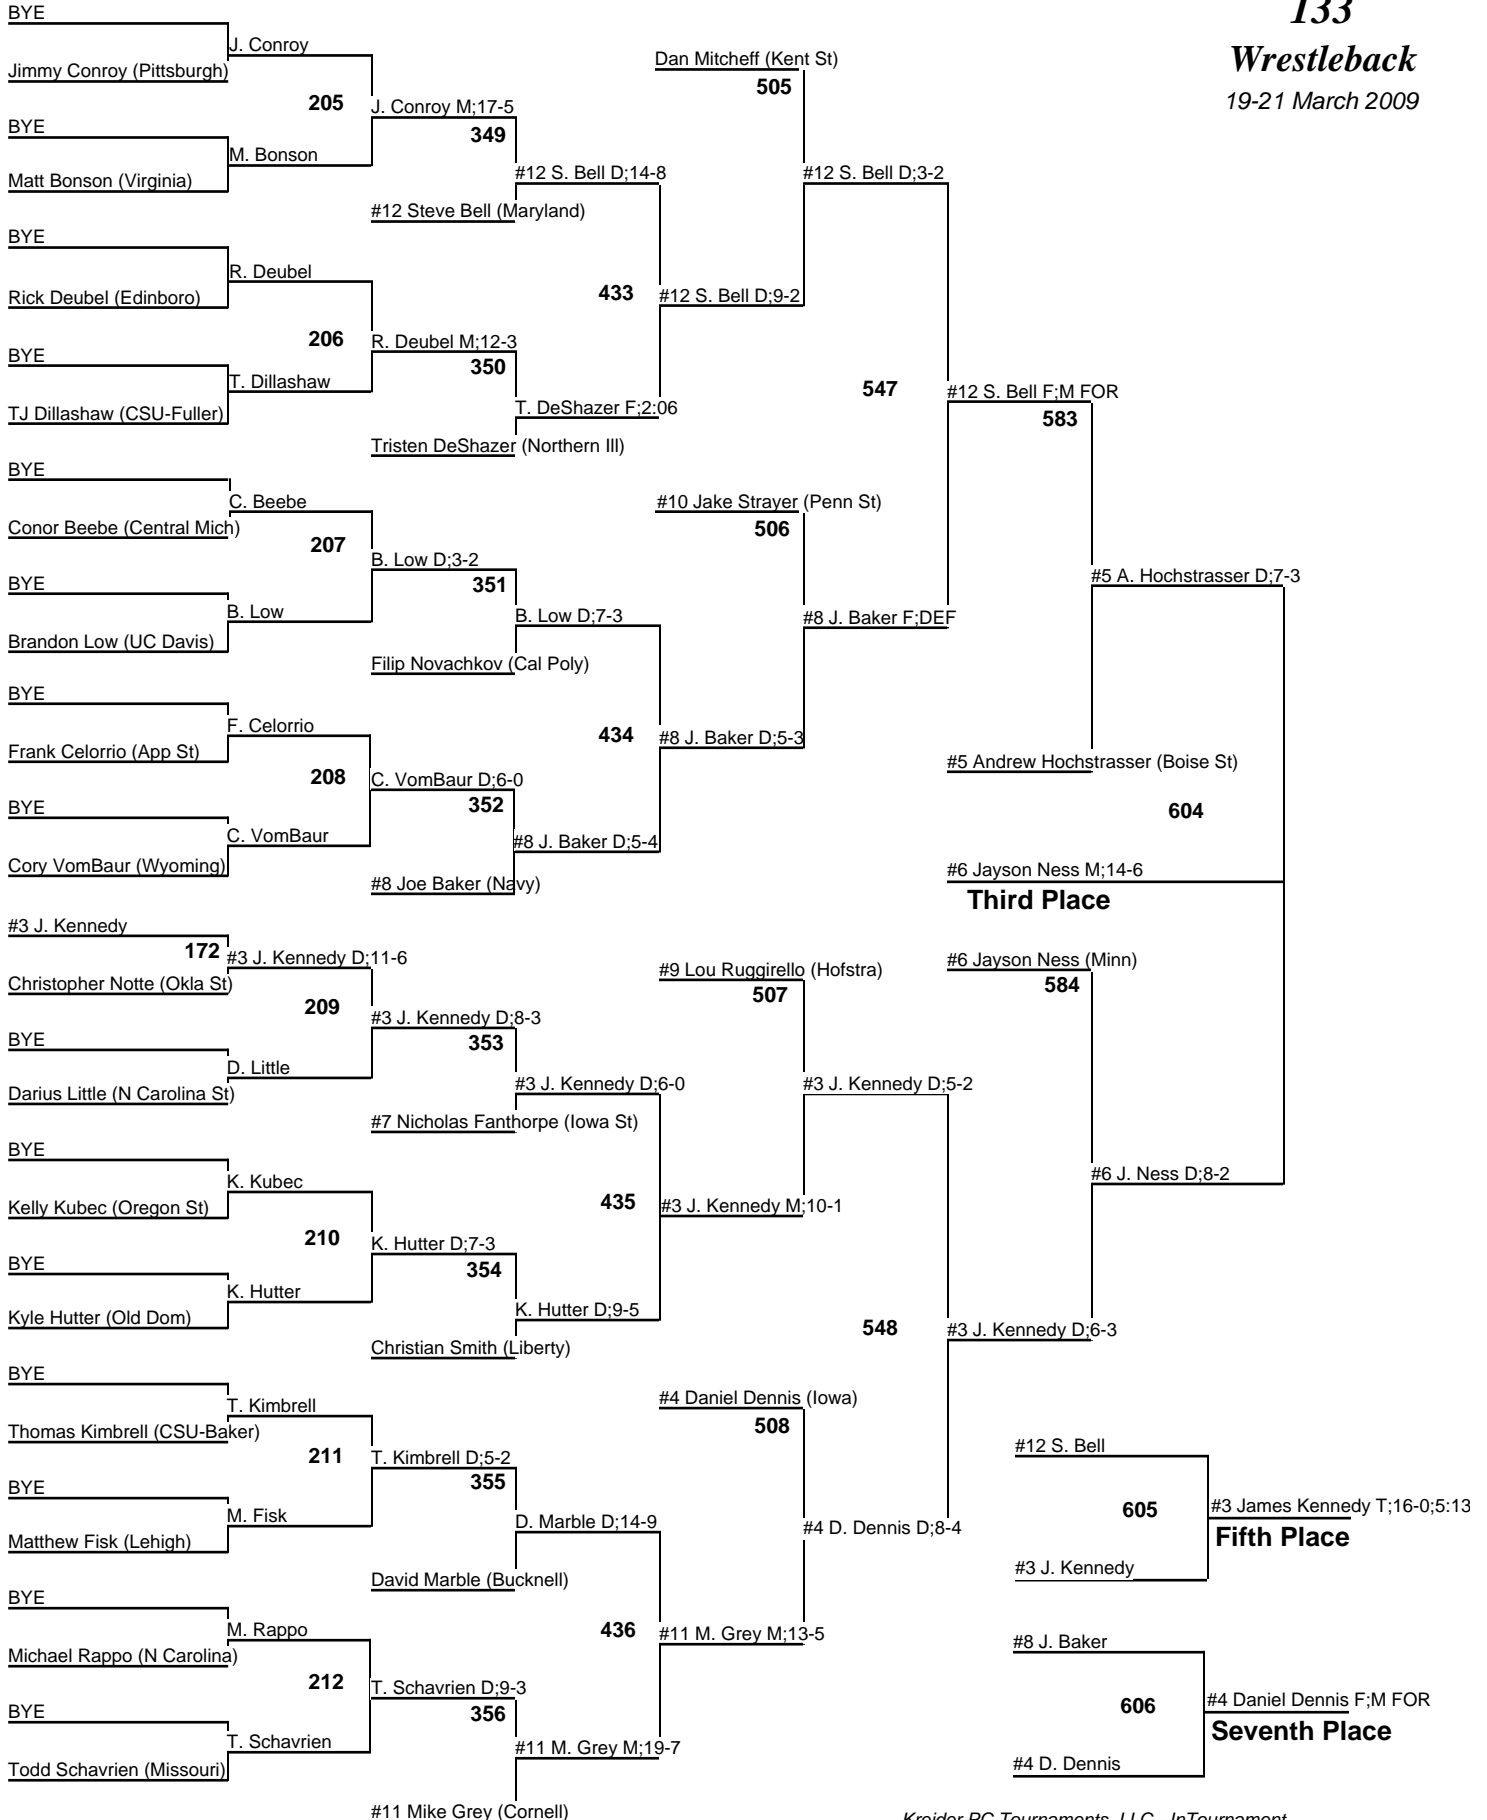 133
Wrestleback
19-21 March 2009
BYE
J. Conroy
Jimmy Conroy (Pittsburgh)
205
J. Conroy M;17-5
349
BYE
M. Bonson
Matt Bonson (Virginia)
#12 S. Bell D;14-8
#12 Steve Bell (Maryland)
BYE
R. Deubel
Rick Deubel (Edinboro)
206
R. Deubel M;12-3
350
BYE
T. Dillashaw
TJ Dillashaw (CSU-Fuller)
T. DeShazer F;2:06
Tristen DeShazer (Northern Ill)
433
#12 S. Bell D;9-2
Dan Mitcheff (Kent St)
505
#12 S. Bell D;3-2
BYE
C. Beebe
Conor Beebe (Central Mich)
207
B. Low D;3-2
351
BYE
B. Low
Brandon Low (UC Davis)
B. Low D;7-3
Filip Novachkov (Cal Poly)
BYE
F. Celorrio
Frank Celorrio (App St)
208
C. VomBaur D;6-0
352
BYE
C. VomBaur
Cory VomBaur (Wyoming)
#8 J. Baker D;5-4
#8 Joe Baker (Navy)
434
#8 J. Baker D;5-3
#10 Jake Strayer (Penn St)
506
#8 J. Baker F;DEF
547
#12 S. Bell F;M FOR
583
#5 A. Hochstrasser D;7-3
#5 Andrew Hochstrasser (Boise St)
604
#6 Jayson Ness M;14-6
Third Place
#3 J. Kennedy
172
#3 J. Kennedy D;11-6
Christopher Notte (Okla St)
209
#3 J. Kennedy D;8-3
353
BYE
D. Little
Darius Little (N Carolina St)
#3 J. Kennedy D;6-0
#7 Nicholas Fanthorpe (Iowa St)
BYE
K. Kubec
Kelly Kubec (Oregon St)
210
K. Hutter D;7-3
354
BYE
K. Hutter
Kyle Hutter (Old Dom)
K. Hutter D;9-5
Christian Smith (Liberty)
435
#3 J. Kennedy M;10-1
#9 Lou Ruggirello (Hofstra)
507
#3 J. Kennedy D;5-2
BYE
T. Kimbrell
Thomas Kimbrell (CSU-Baker)
211
T. Kimbrell D;5-2
355
BYE
M. Fisk
Matthew Fisk (Lehigh)
D. Marble D;14-9
David Marble (Bucknell)
BYE
M. Rappo
Michael Rappo (N Carolina)
212
T. Schavrien D;9-3
356
BYE
T. Schavrien
Todd Schavrien (Missouri)
#11 M. Grey M;19-7
#11 Mike Grey (Cornell)
436
#11 M. Grey M;13-5
#4 Daniel Dennis (Iowa)
508
#4 D. Dennis D;8-4
548
#3 J. Kennedy D;6-3
#6 Jayson Ness (Minn)
584
#6 J. Ness D;8-2
#12 S. Bell
605
#3 James Kennedy T;16-0;5:13
Fifth Place
#3 J. Kennedy
#8 J. Baker
606
#4 Daniel Dennis F;M FOR
Seventh Place
#4 D. Dennis
Kreider PC Tournaments, LLC - InTournament